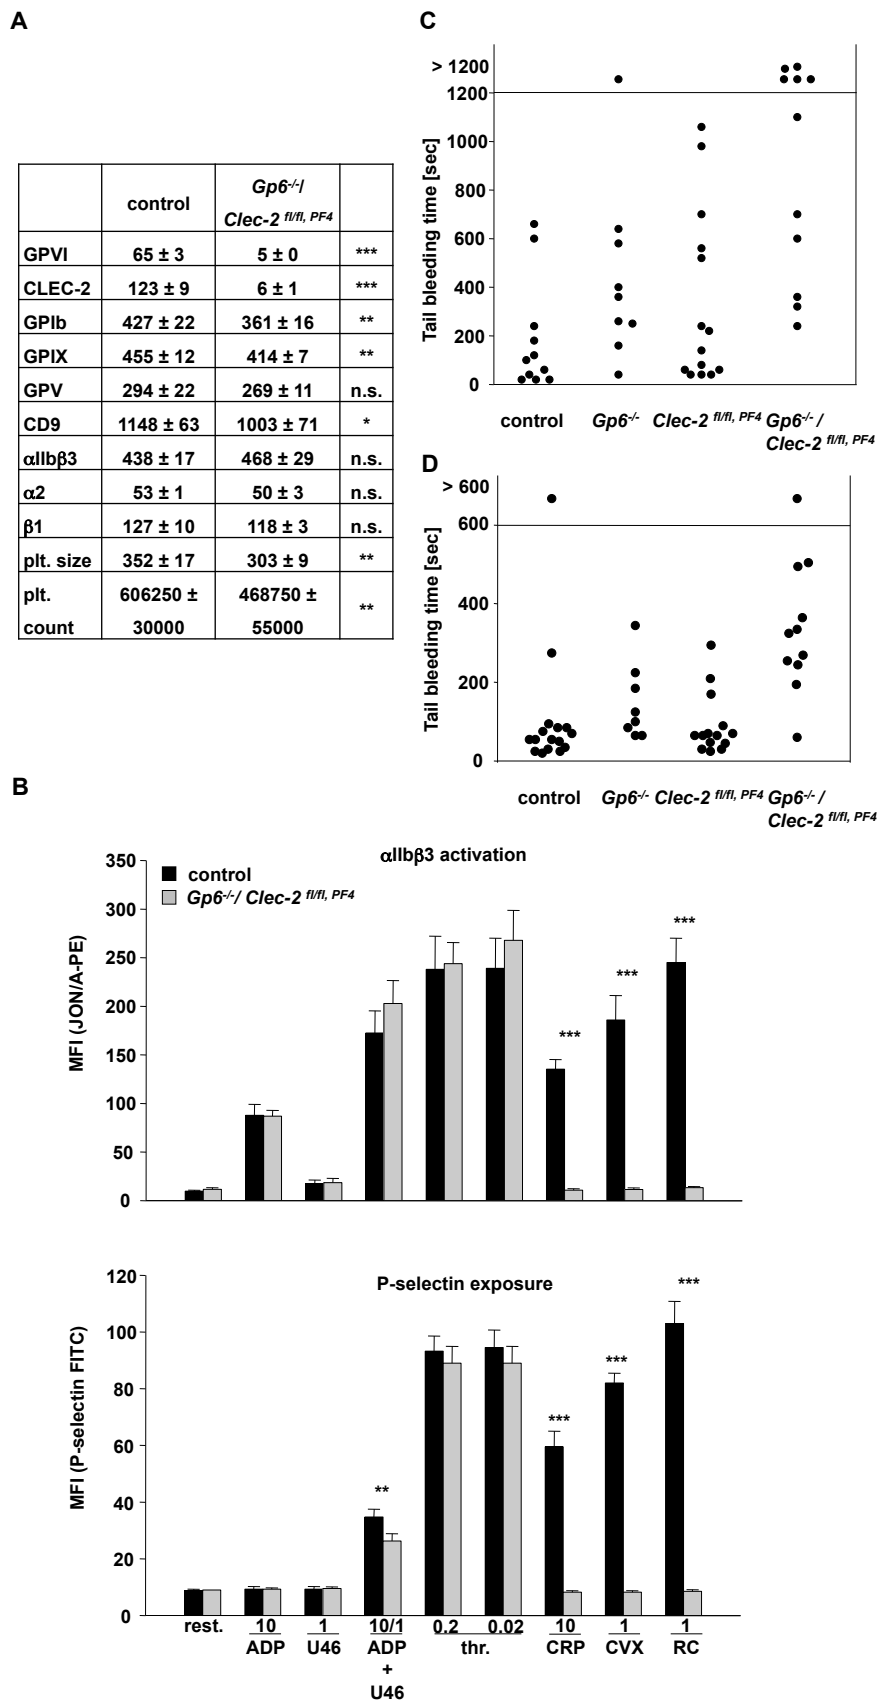 A
control
Gp6-/-/
Clec-2 fl/fl, PF4
GPVI 65 ± 3 5 ± 0 ***
CLEC-2 123 ± 9 6 ± 1 ***
GPIb 427 ± 22 361 ± 16 **
GPIX 455 ± 12 414 ± 7 **
GPV 294 ± 22 269 ± 11 n.s.
CD9 1148 ± 63 1003 ± 71 *
αIIbβ3 438 ± 17 468 ± 29 n.s.
α2 53 ± 1 50 ± 3 n.s.
β1 127 ± 10 118 ± 3 n.s.
plt. size 352 ± 17 303 ± 9 **
plt. 606250 ± 468750 ±
count 30000 55000 **
C
Tail bleeding time [sec]
> 1200
1200
1000
800
600
400
200
0
control Gp6-/- Clec-2 fl/fl, PF4 Gp6-/- /
Clec-2 fl/fl, PF4
D
Tail bleeding time [sec]
> 600
600
400
200
0
control Gp6-/- Clec-2 fl/fl, PF4 Gp6-/- /
Clec-2 fl/fl, PF4
B
αIIbβ3 activation
control
Gp6-/-/ Clec-2 fl/fl, PF4
MFI (JON/A-PE)
350
300
250
200
150
100
50
0
*** *** ***
P-selectin exposure
MFI (P-selectin FITC)
120
100
80
60
40
20
0
** *** *** ***
rest. 10 1 10/1 0.2 0.02 10 1 1
ADP U46 ADP thr. CRP CVX RC
+
U46